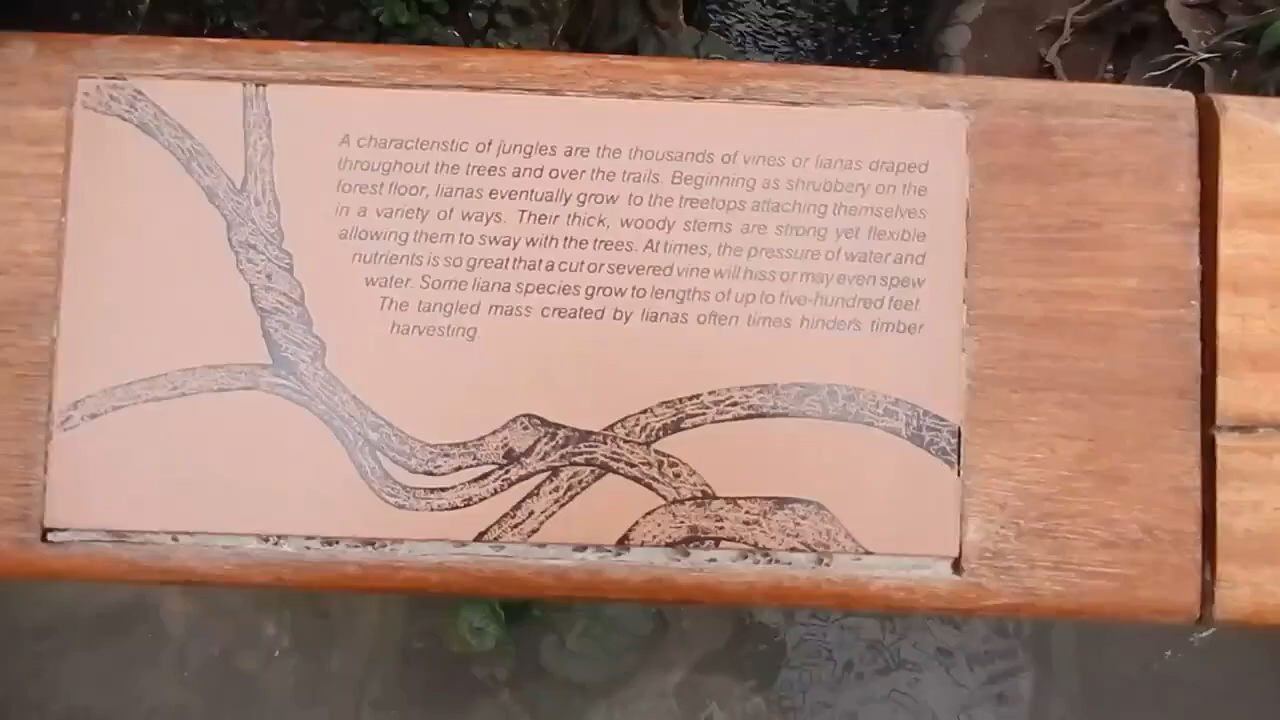 A characteristic of jungles are the thousands of vines or lianas draped
throughout the trees and over the trails. Beginning as shrubbery on the
forest floor, lianas eventually grow to the treetops attaching themselves
in a variety of ways. Their thick, woody stems are strong yet flexible
allowing them to sway with the trees. At times, the pressure of water and
nutrients is so great that a cut or severed vine will hiss or may even spew
water. Some liana species grow to lengths of up to five-hundred feet.
The tangled mass created by lianas often times hinders timber
harvesting.